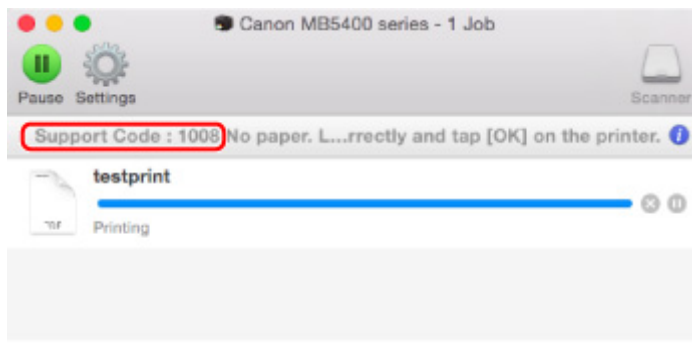 Canon MB5400 series - 1 Job
Pause Settings
Scanner
Support Code : 1008 No paper. L...rrectly and tap [OK] on the printer.
testprint
Printing